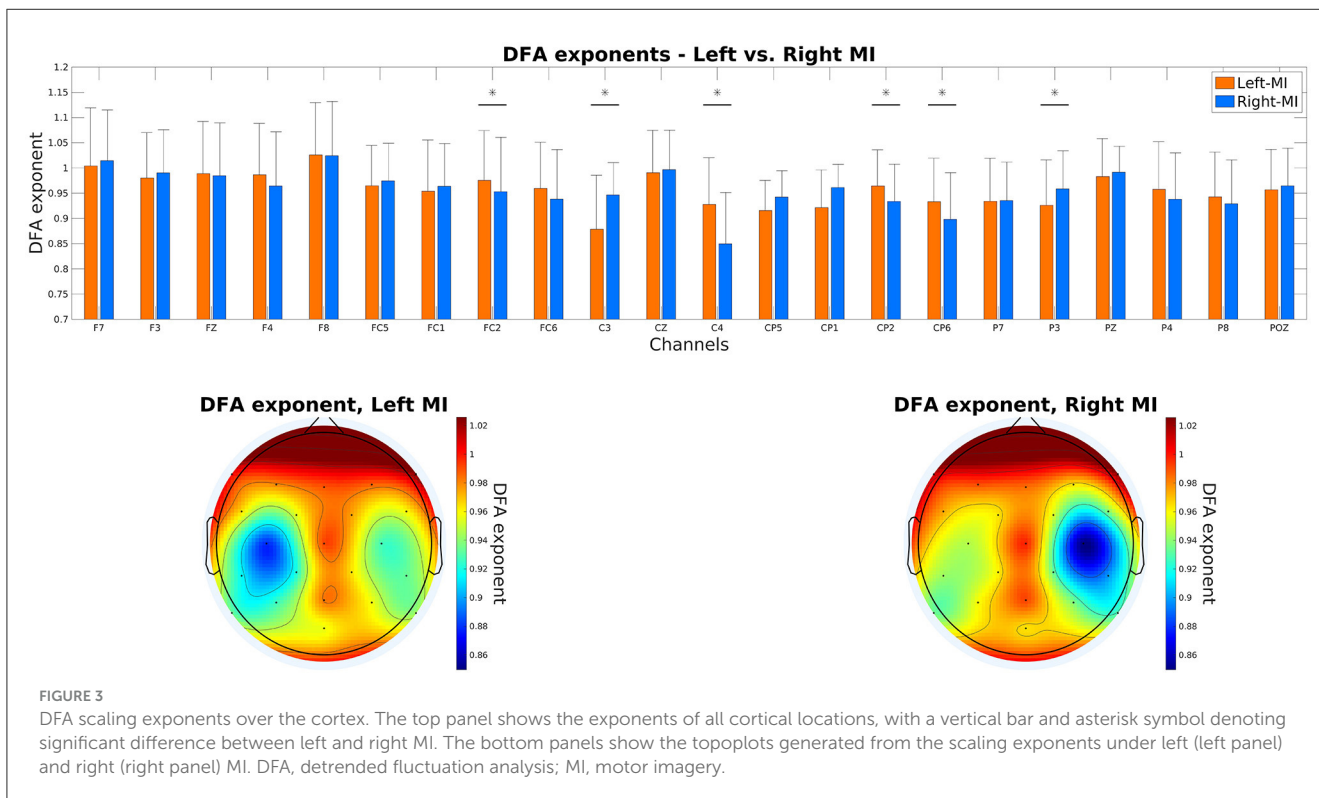 DFA exponents - Left vs. Right MI
1.2
1.15
1.1
1.05
1
0.95
0.9
0.85
0.8
0.75
0.7
DFA exponent
* * * * * *
Left-MI
Right-MI
F7 F3 FZ F4 F8 FC5 FC1 FC2 FC6 C3 CZ C4 CP5 CP1 CP2 CP6 P7 P3 PZ P4 P8 POZ
Channels
DFA exponent, Left MI
1.02
1
0.98
0.96
0.94
0.92
0.9
0.88
0.86
DFA exponent
DFA exponent, Right MI
1.02
1
0.98
0.96
0.94
0.92
0.9
0.88
0.86
DFA exponent
FIGURE 3
DFA scaling exponents over the cortex. The top panel shows the exponents of all cortical locations, with a vertical bar and asterisk symbol denoting
significant difference between left and right MI. The bottom panels show the topoplots generated from the scaling exponents under left (left panel)
and right (right panel) MI. DFA, detrended fluctuation analysis; MI, motor imagery.